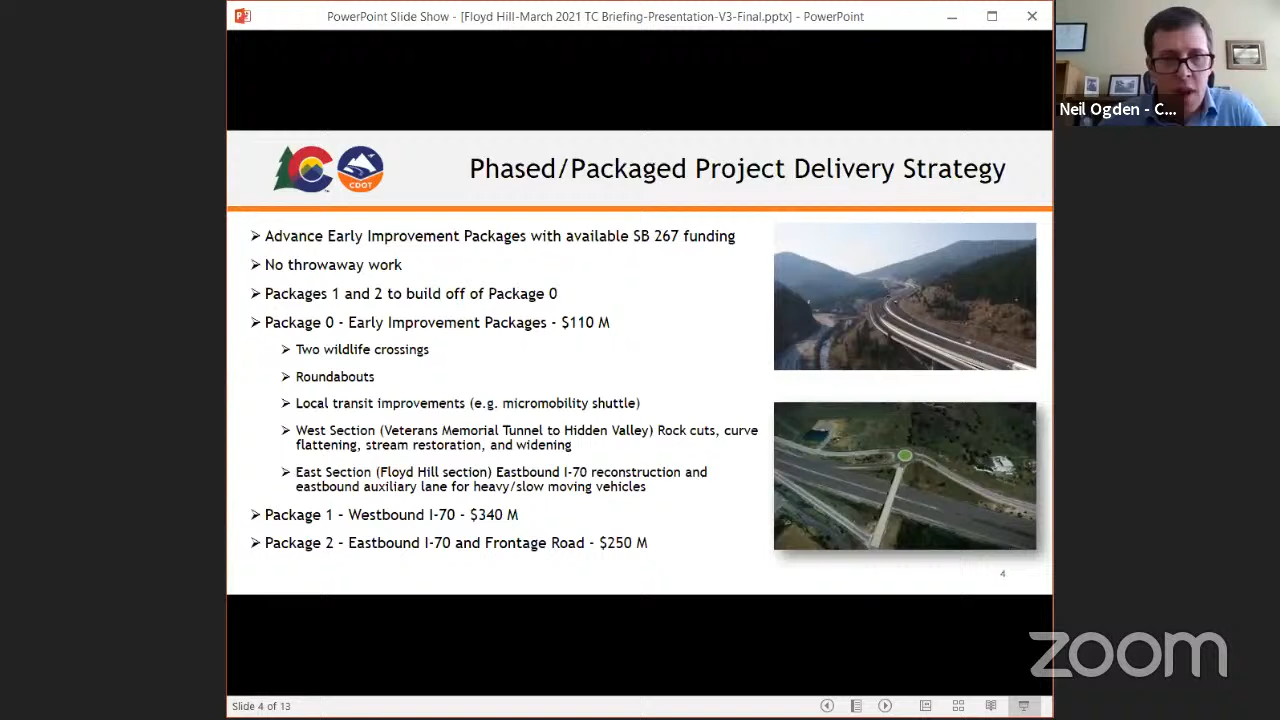 PowerPoint Slide Show - [Floyd Hill-March 2021 TC Briefing-Presentation-V3-Final.pptx] - PowerPoint
Neil Ogden - C...
CDOT
Phased/Packaged Project Delivery Strategy
Advance Early Improvement Packages with available SB 267 funding
No throwaway work
Packages 1 and 2 to build off of Package 0
Package 0 - Early Improvement Packages - $110 M
Two wildlife crossings
Roundabouts
Local transit improvements (e.g. micromobility shuttle)
West Section (Veterans Memorial Tunnel to Hidden Valley) Rock cuts, curve
flattening, stream restoration, and widening
East Section (Floyd Hill section) Eastbound I-70 reconstruction and
eastbound auxiliary lane for heavy/slow moving vehicles
Package 1 – Westbound I-70 - $340 M
Package 2 – Eastbound I-70 and Frontage Road - $250 M
4
zoom
Slide 4 of 13